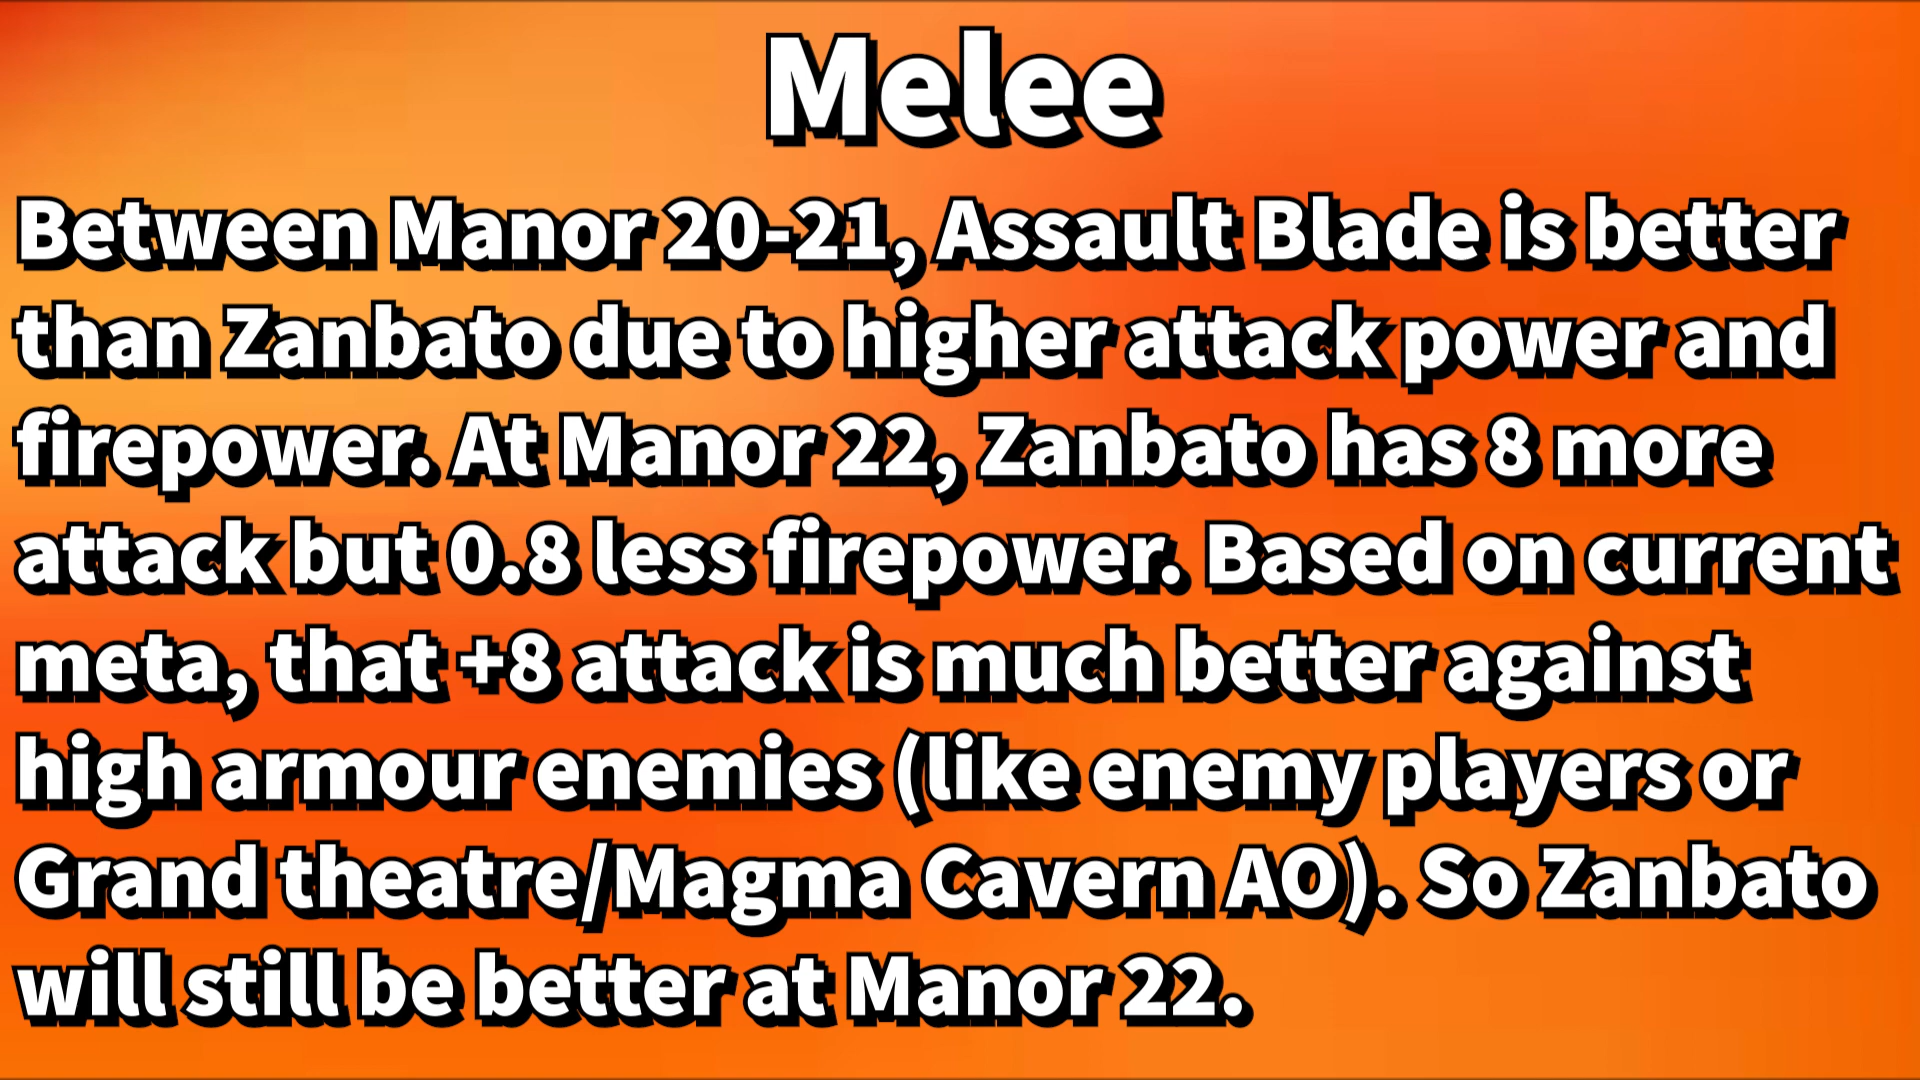 Melee
Between Manor 20-21, Assault Blade is better
than Zanbato due to higher attack power and
firepower. At Manor 22, Zanbato has 8 more
attack but 0.8 less firepower. Based on current
meta, that +8 attack is much better against
high armour enemies (like enemy players or
Grand theatre/Magma Cavern AO). So Zanbato
will still be better at Manor 22.